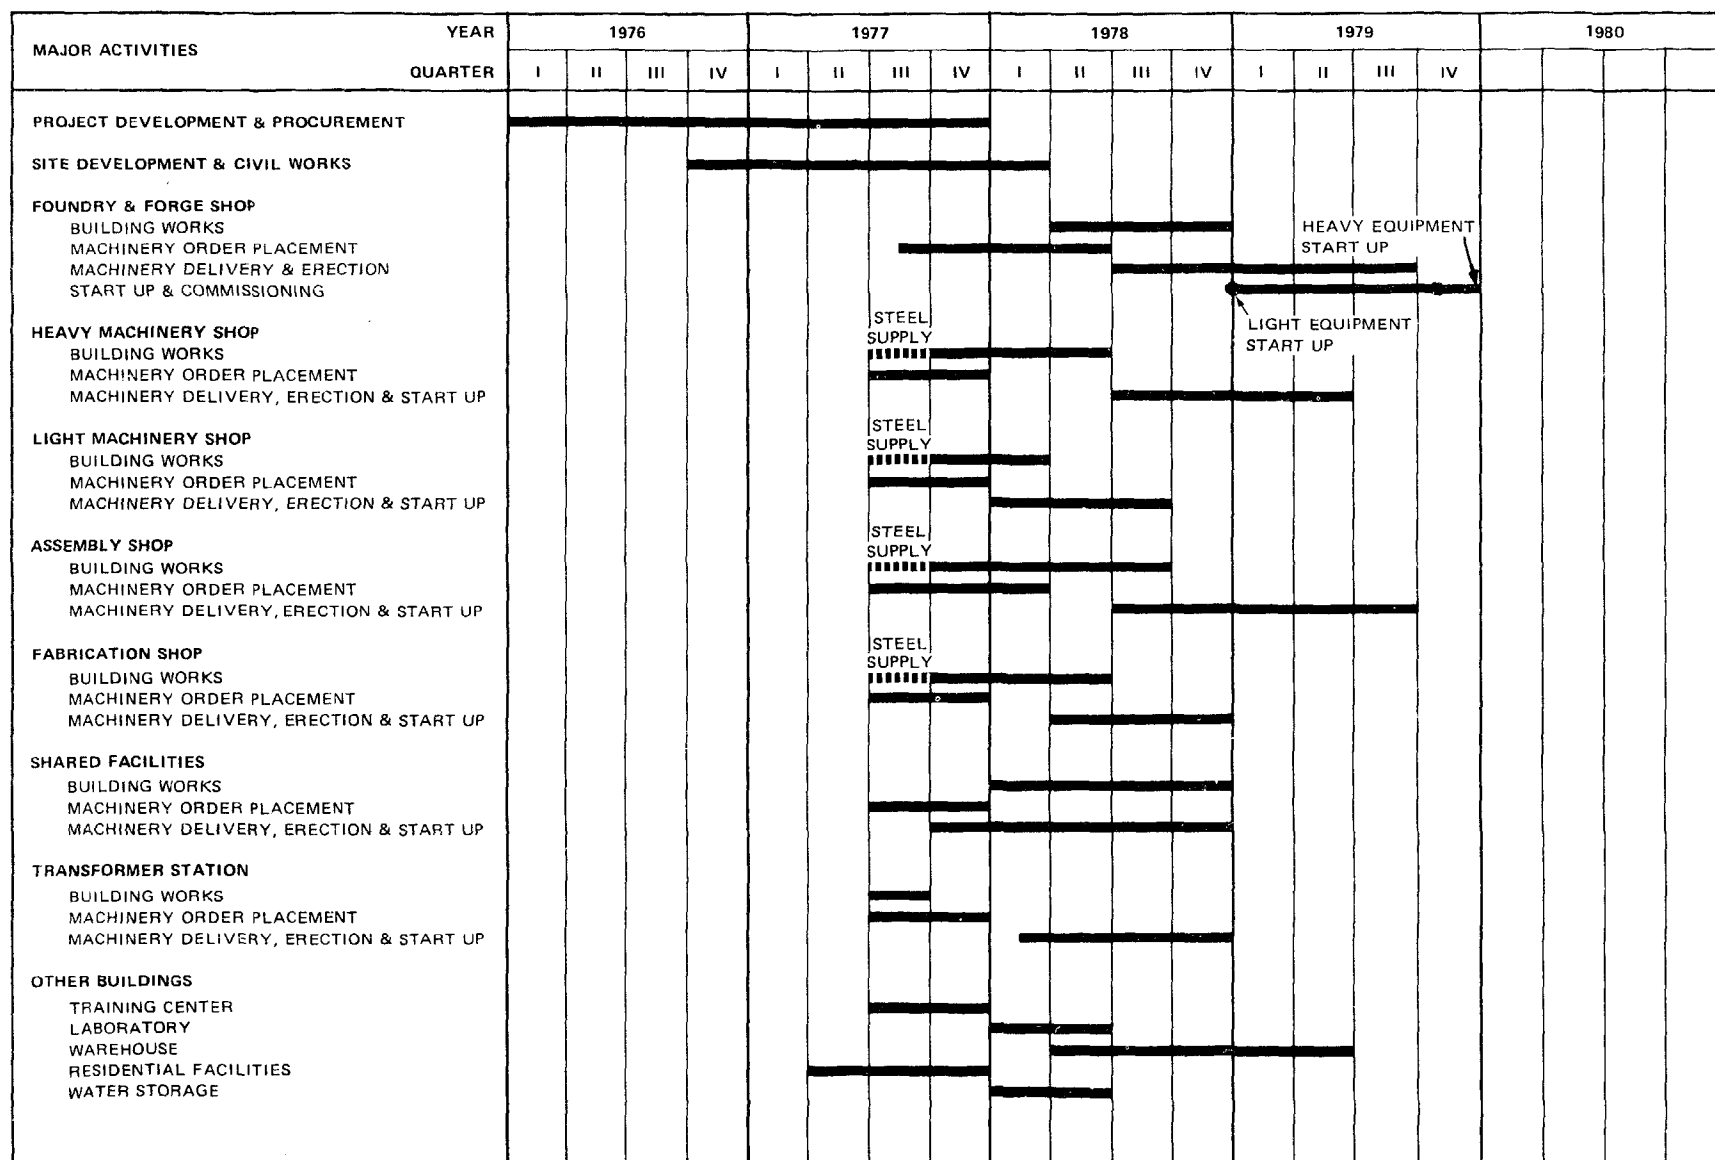 MAJOR ACTIVITIES
YEAR 1976 1977 1978 1979 1980
QUARTER I II III IV I II III IV I II III IV I II III IV
PROJECT DEVELOPMENT & PROCUREMENT
SITE DEVELOPMENT & CIVIL WORKS
FOUNDRY & FORGE SHOP
BUILDING WORKS
MACHINERY ORDER PLACEMENT
MACHINERY DELIVERY & ERECTION
START UP & COMMISSIONING
HEAVY EQUIPMENT
START UP
LIGHT EQUIPMENT
START UP
HEAVY MACHINERY SHOP
STEEL
SUPPLY
BUILDING WORKS
MACHINERY ORDER PLACEMENT
MACHINERY DELIVERY, ERECTION & START UP
LIGHT MACHINERY SHOP
STEEL
SUPPLY
BUILDING WORKS
MACHINERY ORDER PLACEMENT
MACHINERY DELIVERY, ERECTION & START UP
ASSEMBLY SHOP
STEEL
SUPPLY
BUILDING WORKS
MACHINERY ORDER PLACEMENT
MACHINERY DELIVERY, ERECTION & START UP
FABRICATION SHOP
STEEL
SUPPLY
BUILDING WORKS
MACHINERY ORDER PLACEMENT
MACHINERY DELIVERY, ERECTION & START UP
SHARED FACILITIES
BUILDING WORKS
MACHINERY ORDER PLACEMENT
MACHINERY DELIVERY, ERECTION & START UP
TRANSFORMER STATION
BUILDING WORKS
MACHINERY ORDER PLACEMENT
MACHINERY DELIVERY, ERECTION & START UP
OTHER BUILDINGS
TRAINING CENTER
LABORATORY
WAREHOUSE
RESIDENTIAL FACILITIES
WATER STORAGE